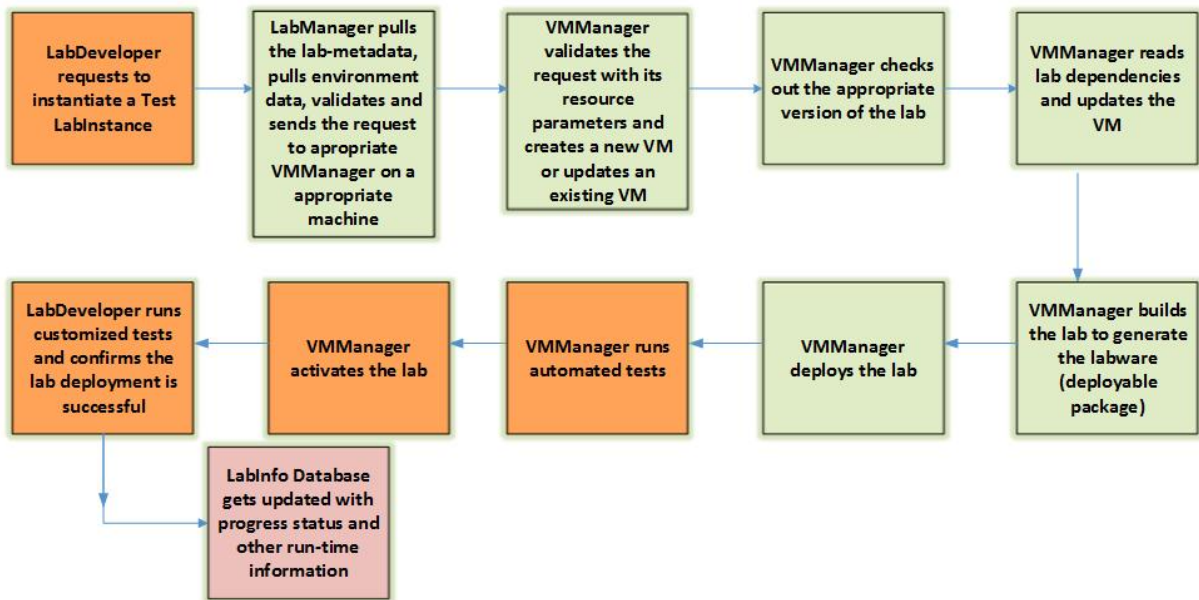 LabDeveloper
requests to
instantiate a Test
LabInstance
LabManager pulls
the lab-metadata,
pulls environment
data, validates and
sends the request
to apropriate
VMManager on a
appropriate
machine
VMManager
validates the
request with its
resource
parameters and
creates a new VM
or updates an
existing VM
VMManager checks
out the appropriate
version of the lab
VMManager reads
lab dependencies
and updates the
VM
VMManager builds
the lab to generate
the labware
(deployable
package)
VMManager
deploys the lab
VMManager runs
automated tests
VMManager
activates the lab
LabDeveloper runs
customized tests
and confirms the
lab deployment is
successful
LabInfo Database
gets updated with
progress status and
other run-time
information